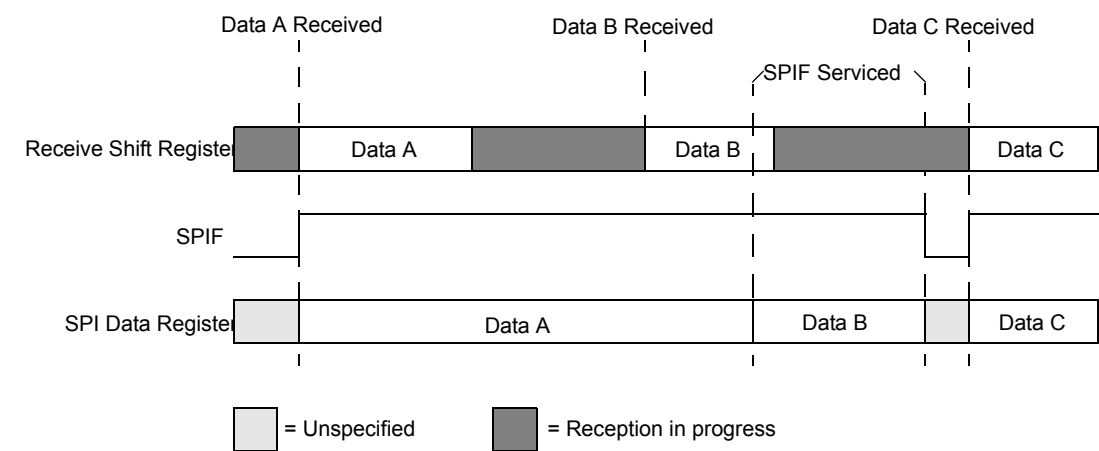 Data A Received Data B Received Data C Received
SPIF Serviced
Receive Shift Register Data A Data B Data C
SPIF
SPI Data Register Data A Data B Data C
= Unspecified = Reception in progress